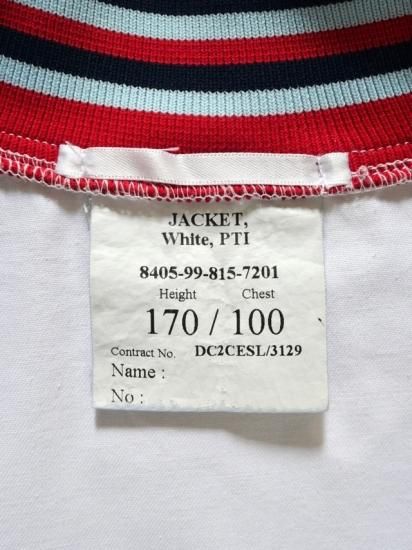 JACKET,
White, PTI
8405-99-815-7201
Height Chest
170 / 100
Contract No. DC2CESL/3129
Name :
No :